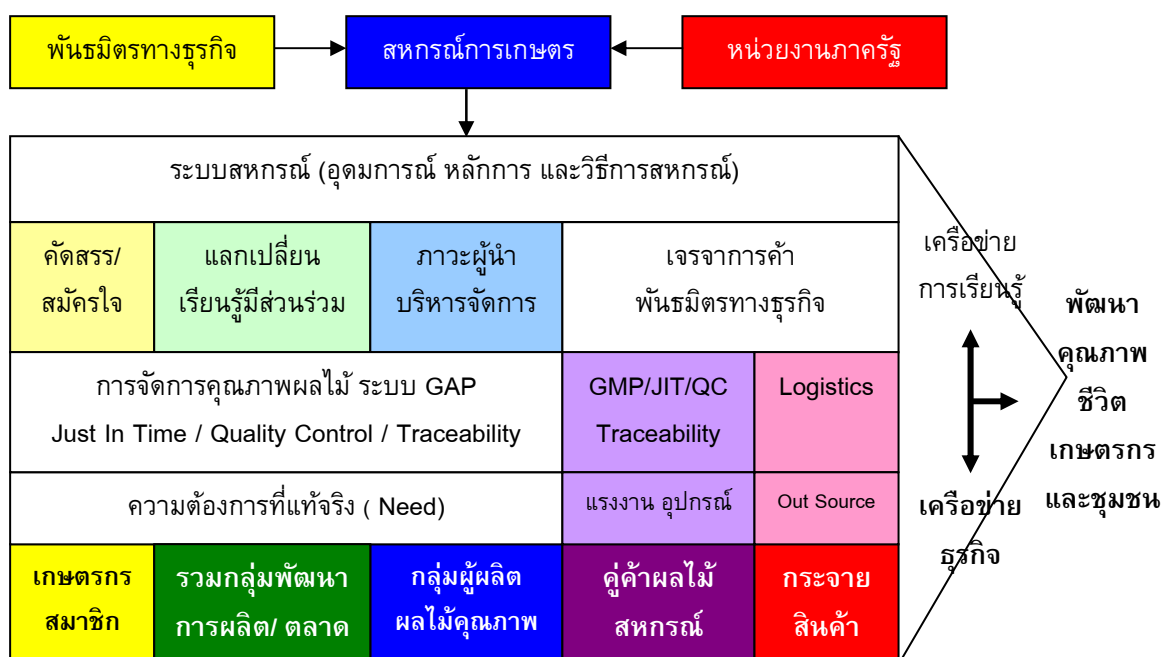 พันธมิตรทางธุรกิจ
สหกรณ์การเกษตร
หน่วยงานภาครัฐ
ระบบสหกรณ์ (อุดมการณ์ หลักการ และวิธีการสหกรณ์)
คัดสรร/
สมัครใจ
แลกเปลี่ยน
เรียนรู้มีส่วนร่วม
ภาวะผู้นำ
บริหารจัดการ
เจรจาการค้า
พันธมิตรทางธุรกิจ
เครือข่าย
การเรียนรู้
การจัดการคุณภาพผลไม้ ระบบ GAP
Just In Time / Quality Control / Traceability
GMP/JIT/QC
Traceability
Logistics
พัฒนา
คุณภาพ
ชีวิต
เกษตรกร
และชุมชน
ความต้องการที่แท้จริง ( Need)
แรงงาน อุปกรณ์
Out Source
เครือข่าย
ธุรกิจ
เกษตรกร
สมาชิก
รวมกลุ่มพัฒนา
การผลิต/ ตลาด
กลุ่มผู้ผลิต
ผลไม้คุณภาพ
คู่ค้าผลไม้
สหกรณ์
กระจาย
สินค้า